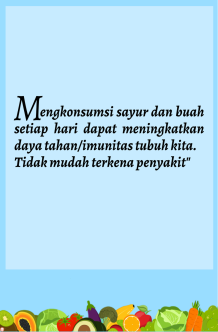 Mengkonsumsi sayur dan buah
setiap hari dapat meningkatkan
daya tahan/imunitas tubuh kita.
Tidak mudah terkena penyakit"